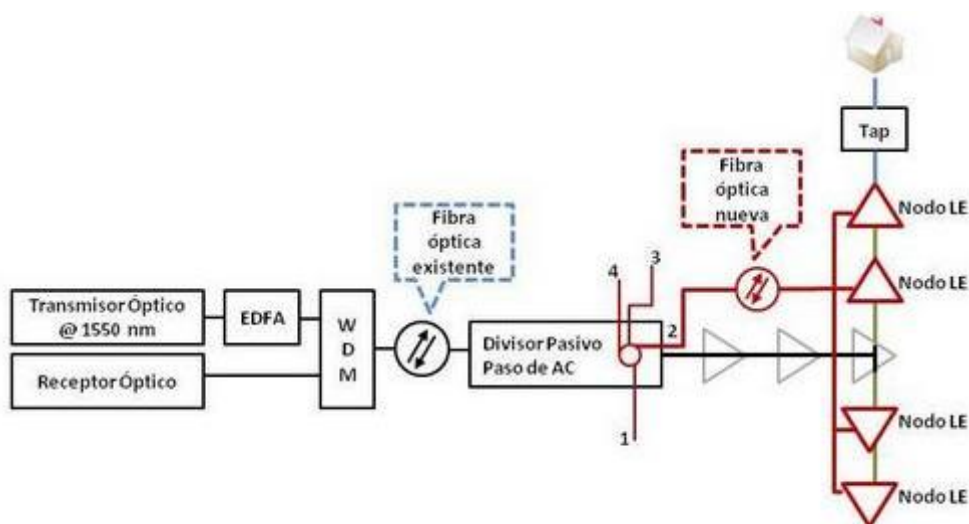 Tap
Fibra
óptica
nueva
Nodo LE
Fibra
óptica
existente
Nodo LE
4
3
Transmisor Óptico
@ 1550 nm
EDFA
W
D
M
Divisor Pasivo
Paso de AC
2
Receptor Óptico
1
Nodo LE
Nodo LE